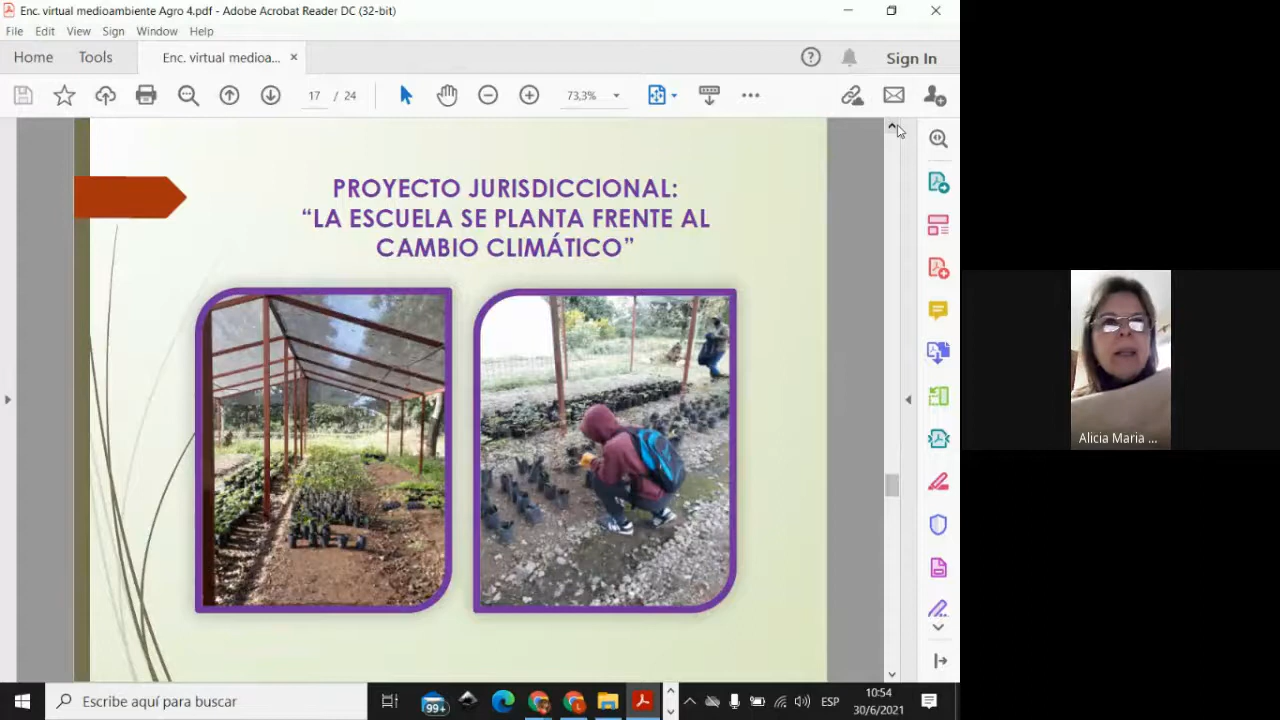 Enc. virtual medioambiente Agro 4.pdf - Adobe Acrobat Reader DC (32-bit)
File Edit View Sign Window Help
Home Tools Enc. virtual medioa... Sign In
17 / 24 73,3%
PROYECTO JURISDICCIONAL:
“LA ESCUELA SE PLANTA FRENTE AL
CAMBIO CLIMÁTICO”
Alicia Maria ...
Escribe aquí para buscar
99+
ESP
10:54
30/6/2021